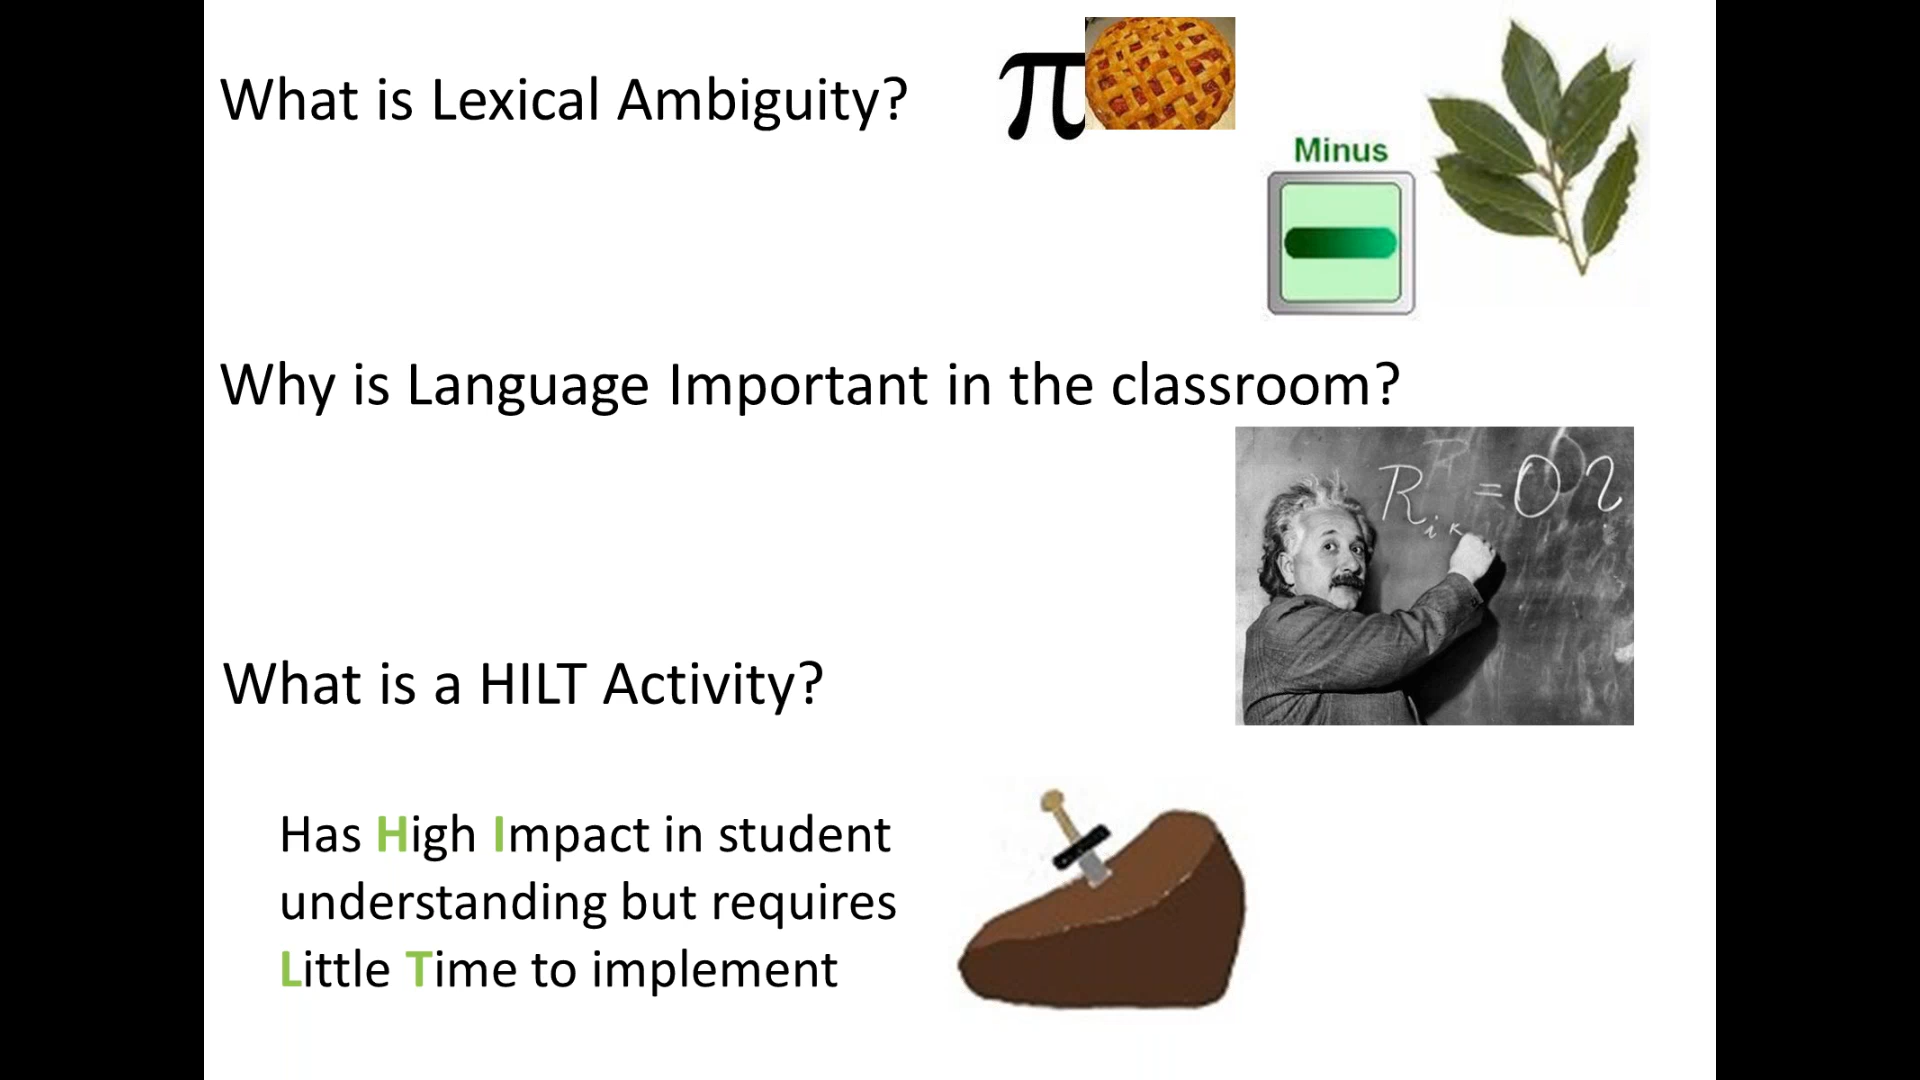 What is Lexical Ambiguity?
π
Minus
Why is Language Important in the classroom?
R = 0 ?
i κ
What is a HILT Activity?
Has High Impact in student
understanding but requires
Little Time to implement